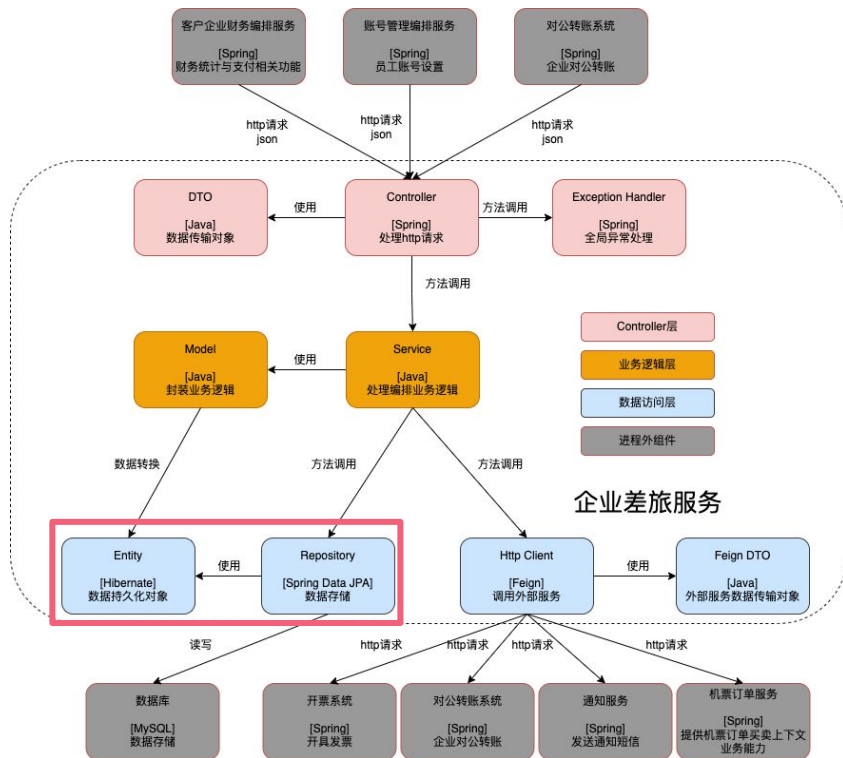 客户企业财务编排服务
[Spring]
财务统计与支付相关功能
账号管理编排服务
[Spring]
员工账号设置
对公转账系统
[Spring]
企业对公转账
http请求
json
http请求
json
http请求
json
DTO
[Java]
数据传输对象
使用
Controller
[Spring]
处理http请求
方法调用
Exception Handler
[Spring]
全局异常处理
方法调用
Model
[Java]
封装业务逻辑
使用
Service
[Java]
处理编排业务逻辑
Controller层
业务逻辑层
数据访问层
进程外组件
数据转换
方法调用
方法调用
企业差旅服务
Entity
[Hibernate]
数据持久化对象
使用
Repository
[Spring Data JPA]
数据存储
Http Client
[Feign]
调用外部服务
使用
Feign DTO
[Java]
外部服务数据传输对象
读写
http请求
http请求
http请求
http请求
数据库
[MySQL]
数据存储
开票系统
[Spring]
开具发票
对公转账系统
[Spring]
企业对公转账
通知服务
[Spring]
发送通知短信
机票订单服务
[Spring]
提供机票订单买卖上下文
业务能力